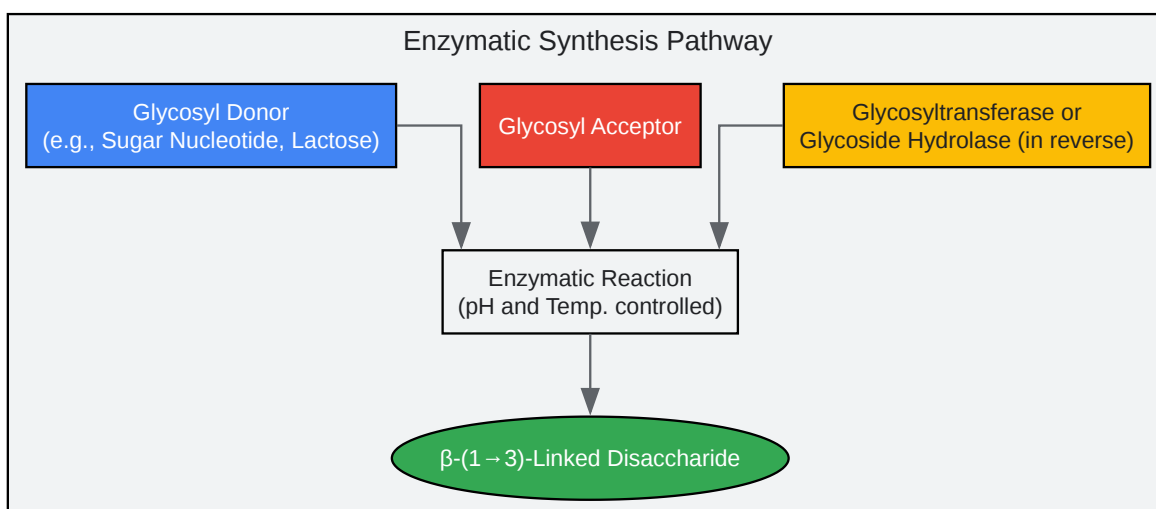 Enzymatic Synthesis Pathway
Glycosyl Donor
(e.g., Sugar Nucleotide, Lactose)
Glycosyl Acceptor
Glycosyltransferase or
Glycoside Hydrolase (in reverse)
Enzymatic Reaction
(pH and Temp. controlled)
β-(1→3)-Linked Disaccharide